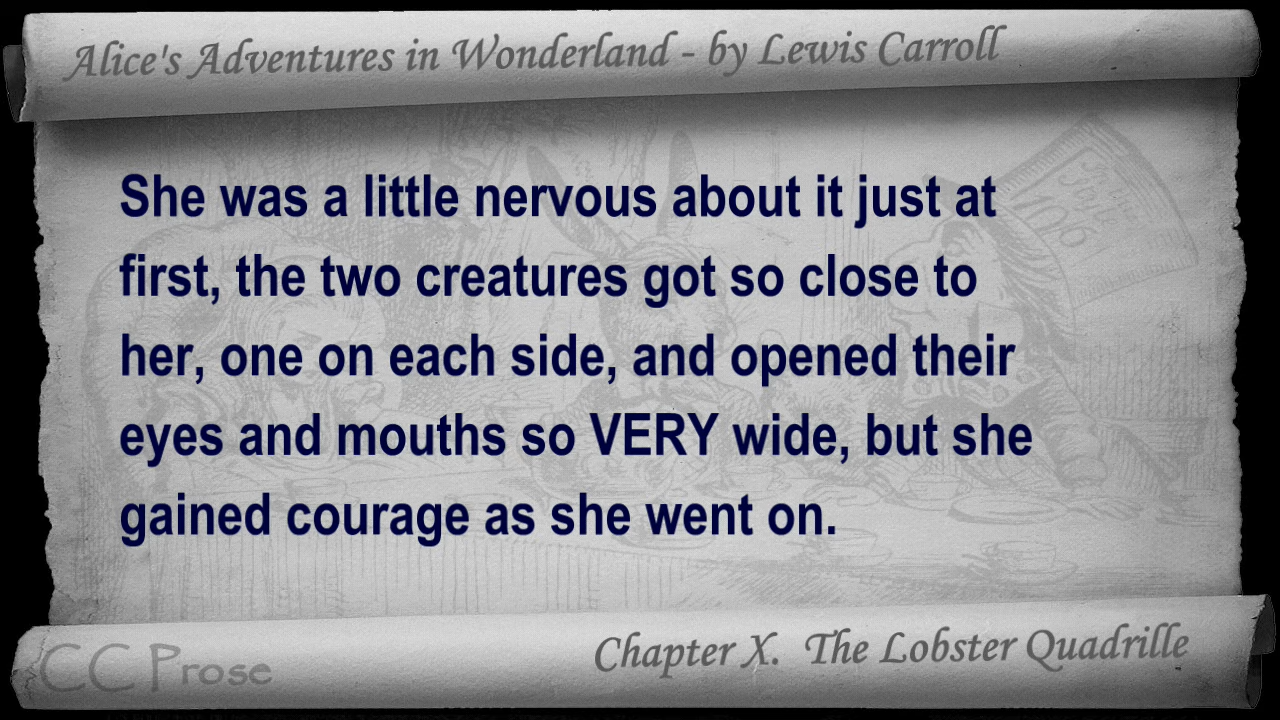 Alice's Adventures in Wonderland - by Lewis Carroll
She was a little nervous about it just at
first, the two creatures got so close to
her, one on each side, and opened their
eyes and mouths so VERY wide, but she
gained courage as she went on.
CC Prose
Chapter X. The Lobster Quadrille